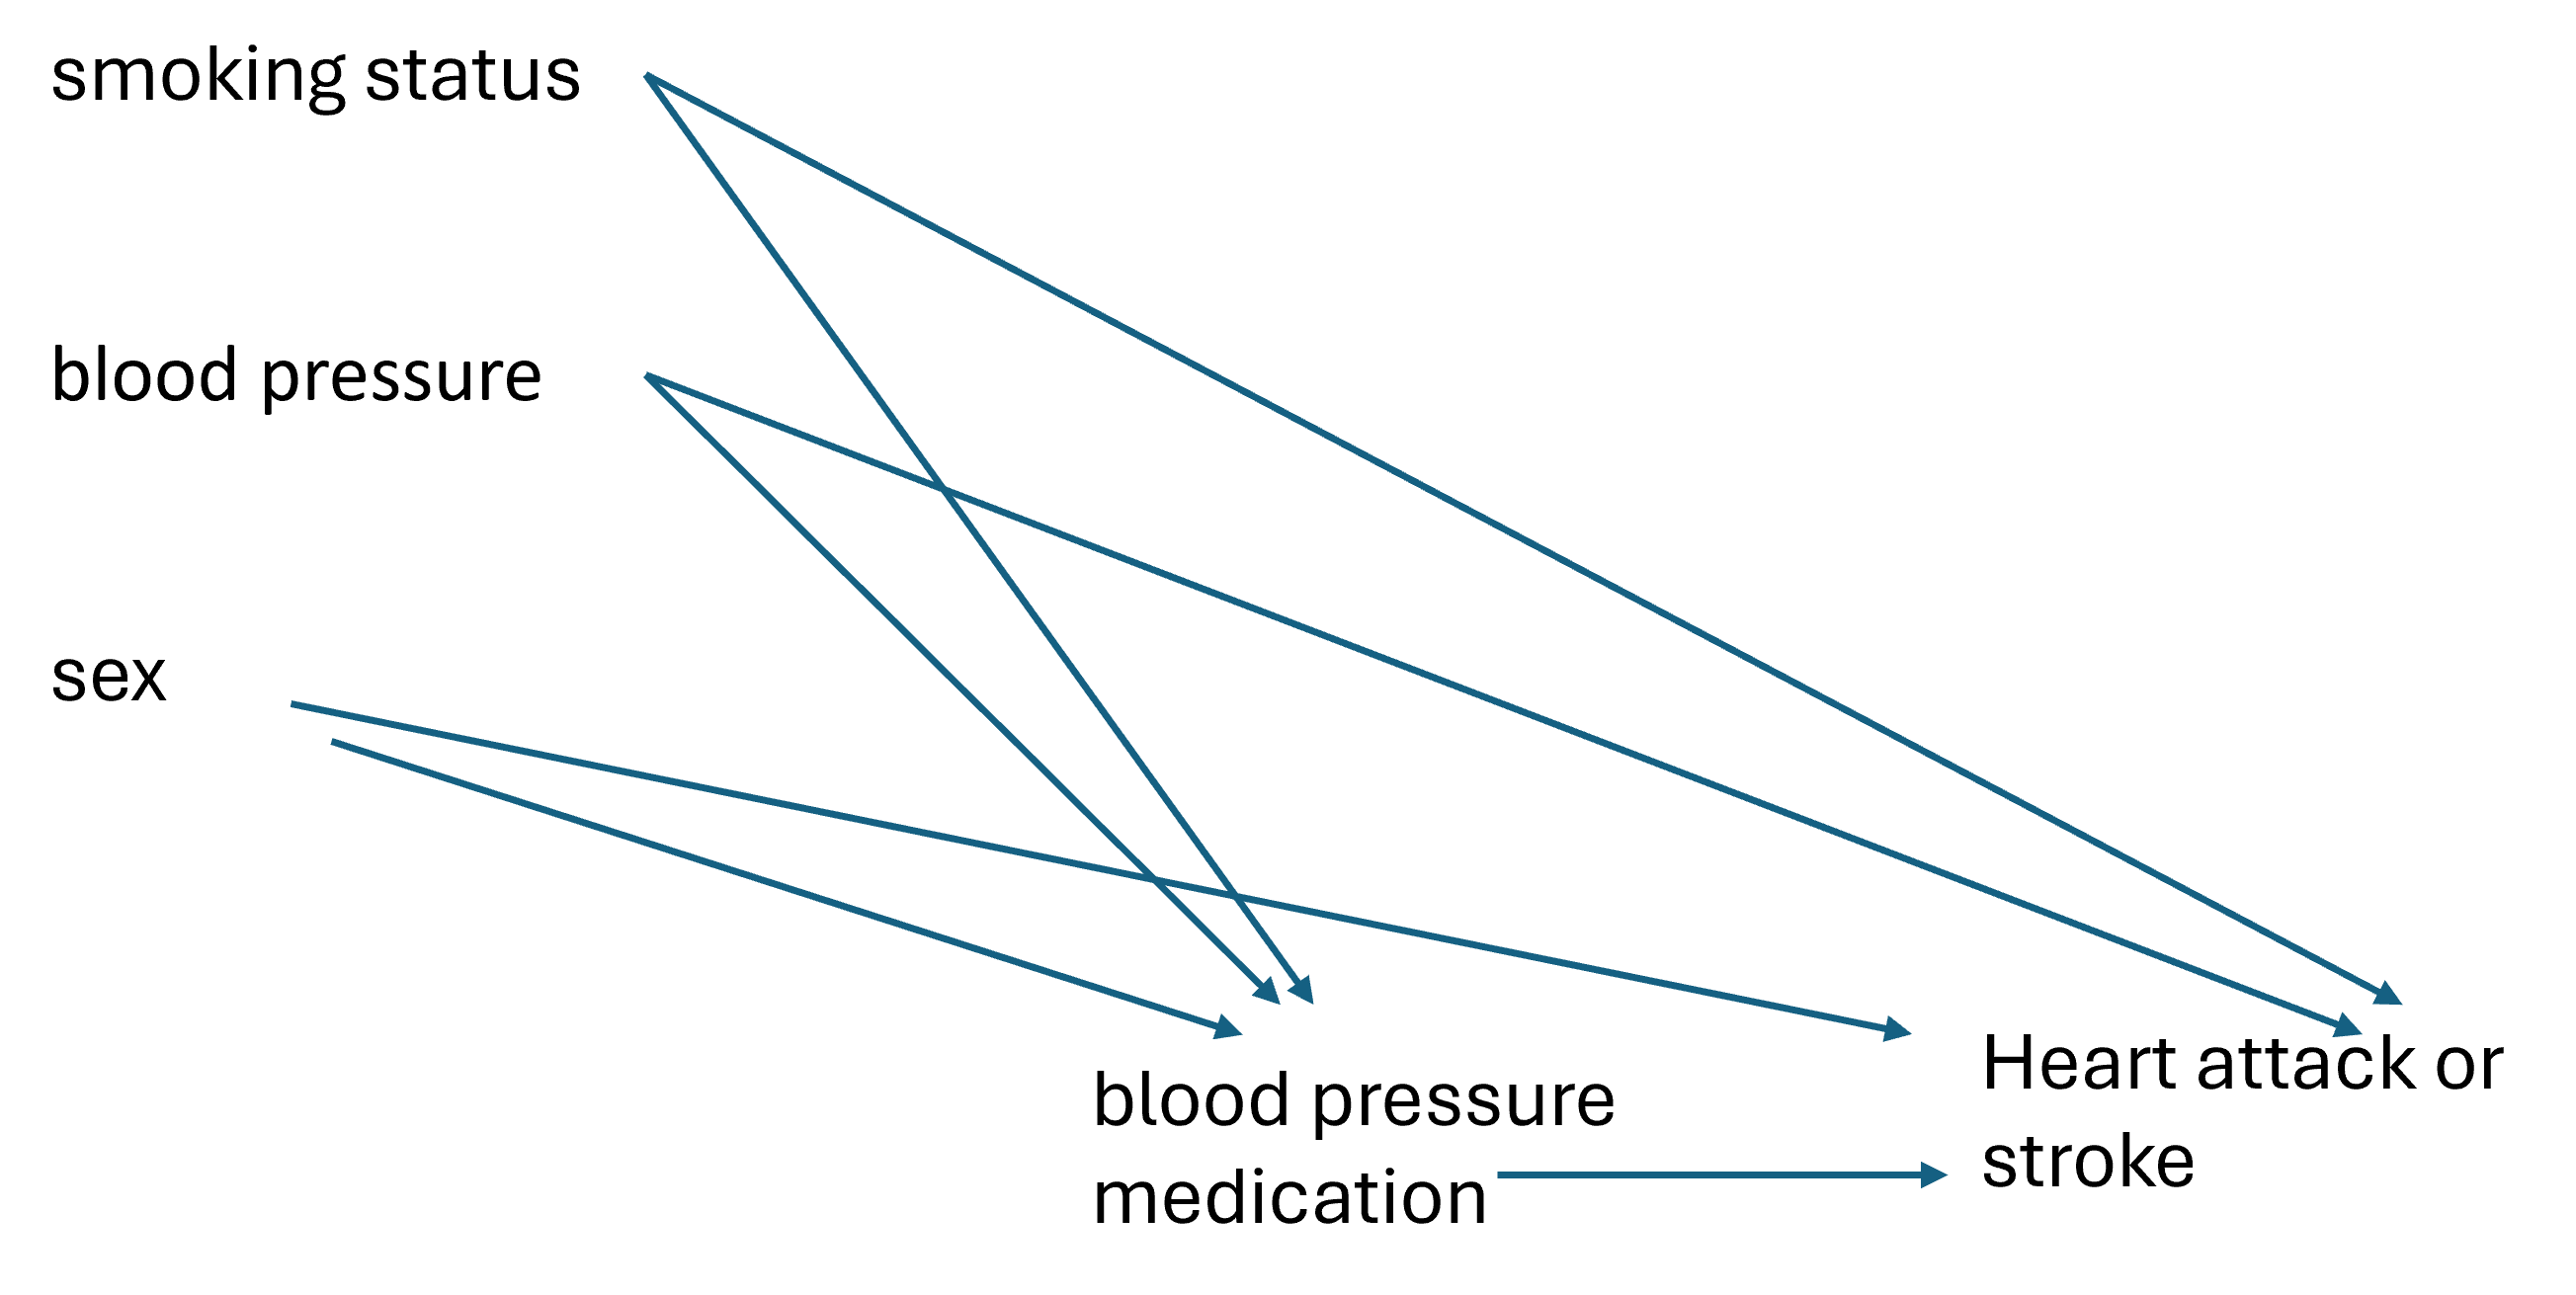 smoking status
blood pressure
sex
blood pressure
medication
Heart attack or
stroke